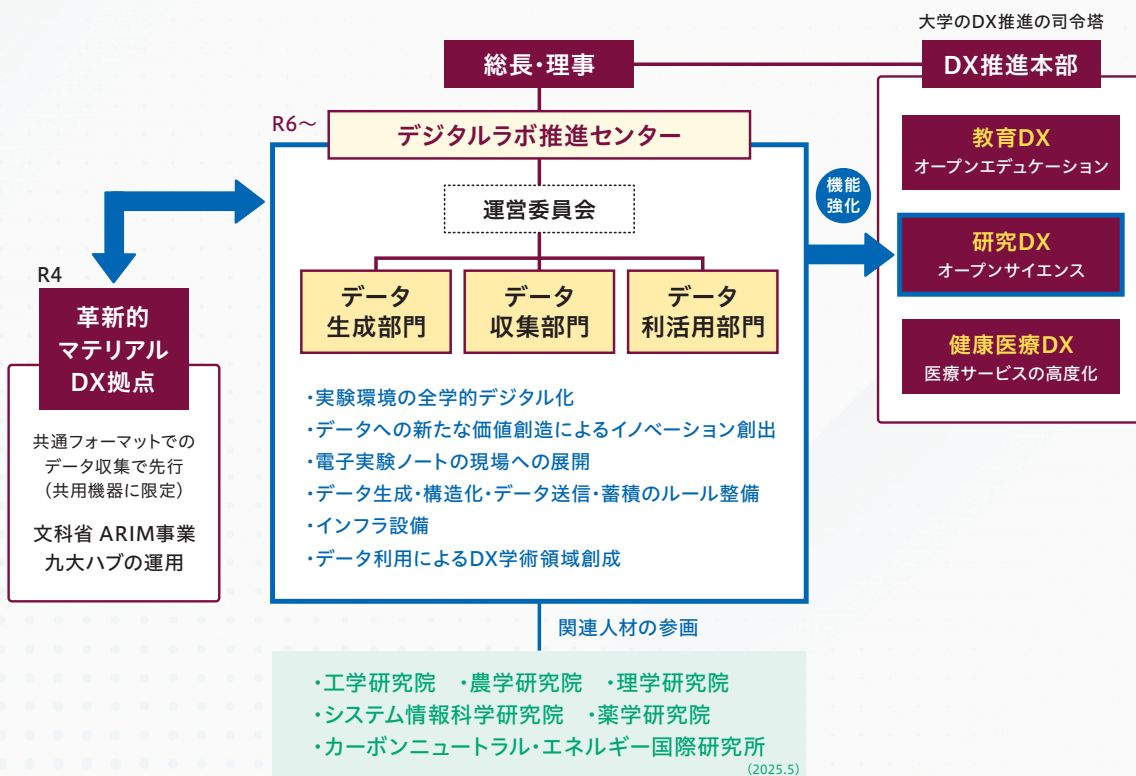 大学のDX推進の司令塔
総長・理事
DX推進本部
R6～
デジタルラボ推進センター
運営委員会
データ
生成部門
データ
収集部門
データ
利活用部門
・実験環境の全学的デジタル化
・データへの新たな価値創造によるイノベーション創出
・電子実験ノートの現場への展開
・データ生成・構造化・データ送信・蓄積のルール整備
・インフラ設備
・データ利用によるDX学術領域創成
機能
強化
教育DX
オープンエデュケーション
研究DX
オープンサイエンス
健康医療DX
医療サービスの高度化
R4
革新的
マテリアル
DX拠点
共通フォーマットでの
データ収集で先行
（共用機器に限定）
文科省 ARIM事業
九大ハブの運用
関連人材の参画
・工学研究院 ・農学研究院 ・理学研究院
・システム情報科学研究院 ・薬学研究院
・カーボンニュートラル・エネルギー国際研究所
（2025.5）